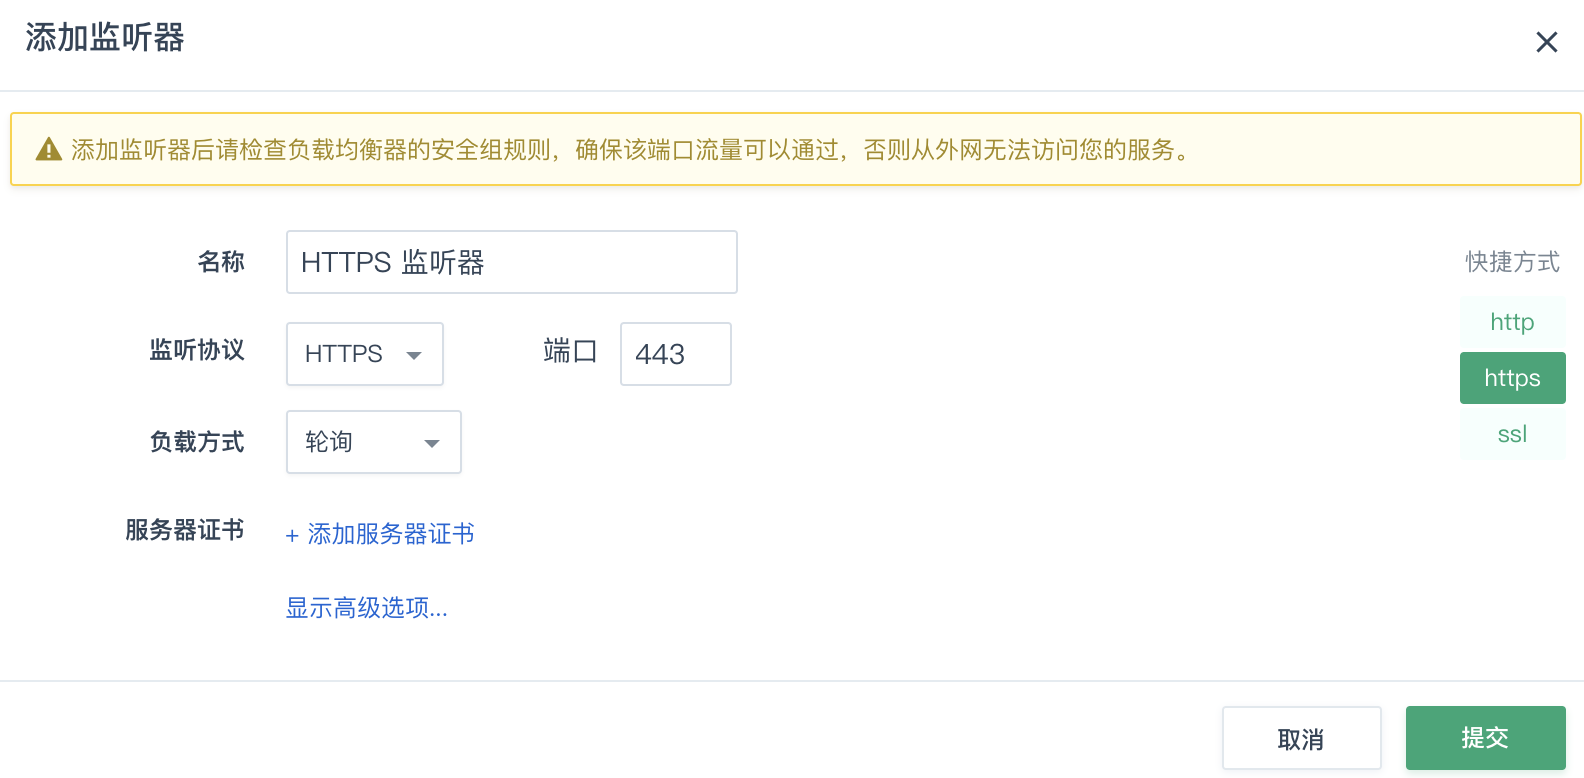 添加监听器
添加监听器后请检查负载均衡器的安全组规则，确保该端口流量可以通过，否则从外网无法访问您的服务。
名称 HTTPS 监听器
快捷方式
http
监听协议 HTTPS 端口 443
https
ssl
负载方式 轮询
服务器证书 + 添加服务器证书
显示高级选项...
取消 提交